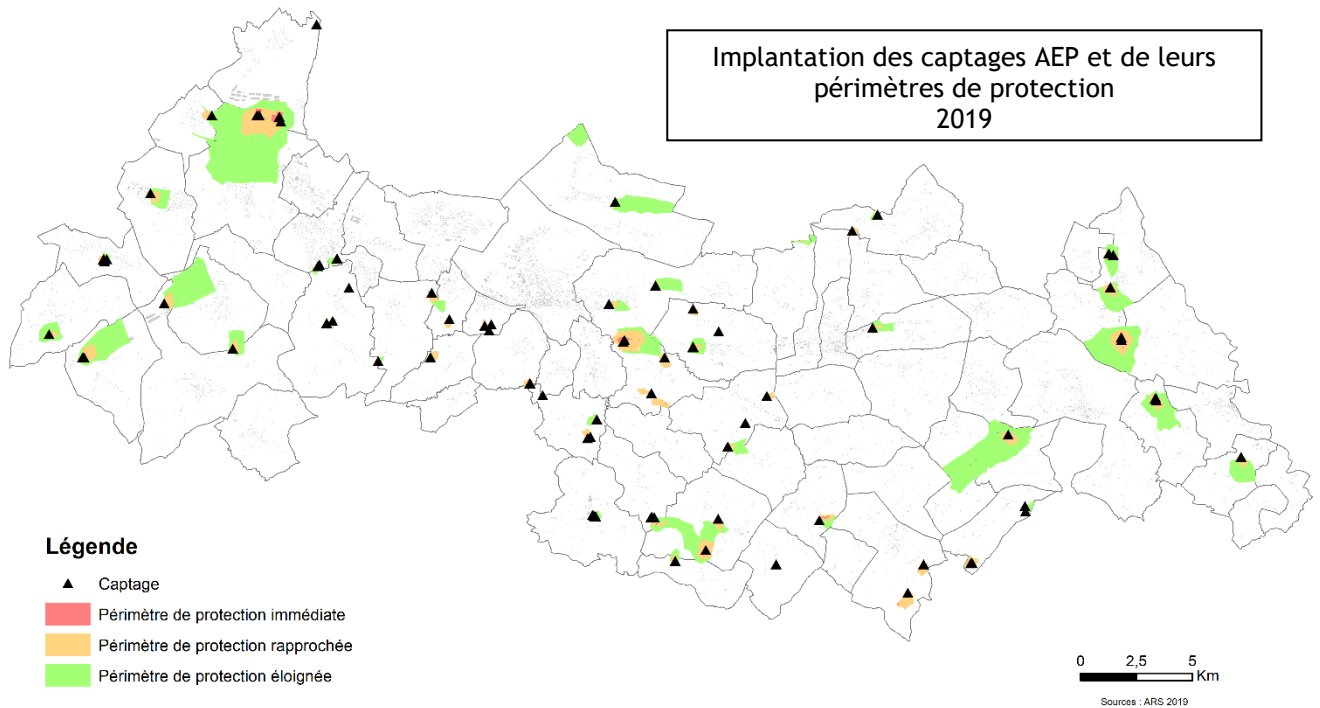 Implantation des captages AEP et de leurs
périmètres de protection
2019
Légende
Captage
Périmètre de protection immédiate
Périmètre de protection rapprochée
Périmètre de protection éloignée
0 2,5 5
Km
Sources : ARS 2019